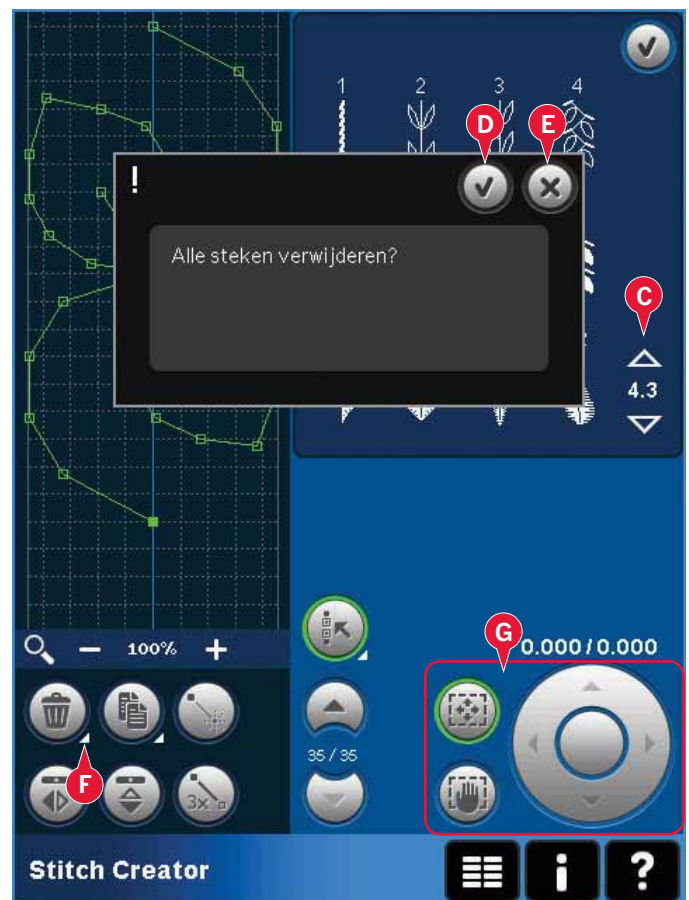 1 2 3 4
D E
!
Alle steken verwijderen?
C
4.3
G
100%
0.000/0.000
F
35/35
3x
Stitch Creator
i ?